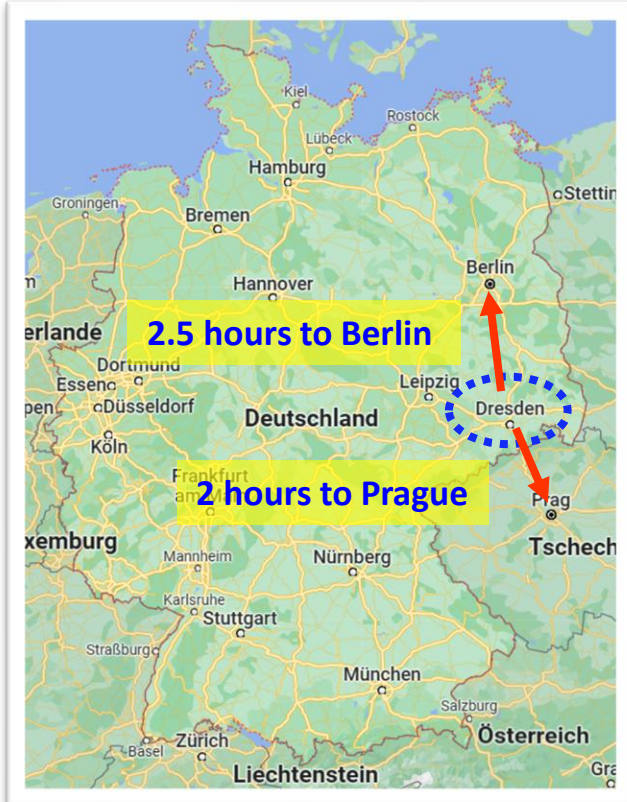 Kiel
Rostock
Lübeck
Hamburg
Stettin
Groningen
Bremen
Berlin
Hannover
2.5 hours to Berlin
erlande
Dortmund
Essen
Leipzig
pen
Düsseldorf
Dresden
Deutschland
Köln
Frankfurt
am
2 hours to Prague
Prag
xemburg
Tschech
Mannheim
Nürnberg
Karlsruhe
Stuttgart
Straßburg
München
Salzburg
Österreich
Basel
Zürich
Liechtenstein
Gra